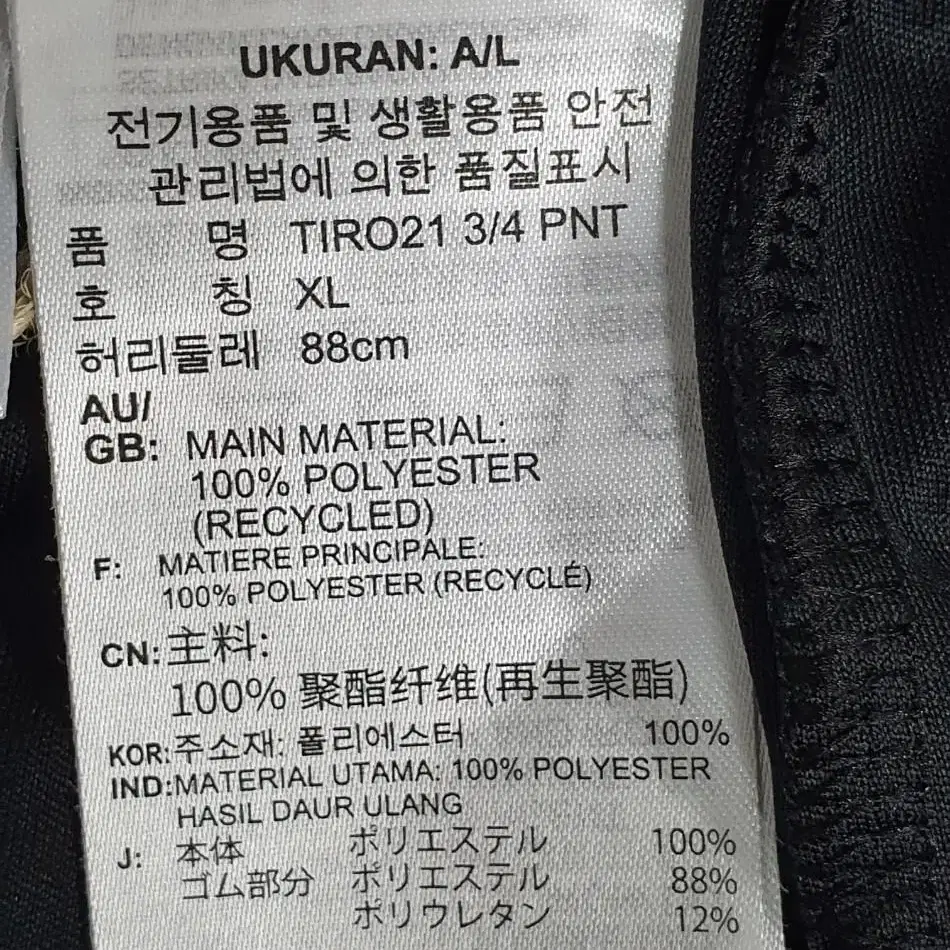 UKURAN: A/L
전기용품 및 생활용품 안전
관리법에 의한 품질표시
품 명 TIRO21 3/4 PNT
호 칭 XL
허리둘레 88cm
AU/
GB: MAIN MATERIAL:
100% POLYESTER
(RECYCLED)
F: MATIERE PRINCIPALE:
100% POLYESTER (RECYCLÉ)
CN: 主料:
100% 聚酯纤维(再生聚酯)
KOR: 주소재: 폴리에스터 100%
IND: MATERIAL UTAMA: 100% POLYESTER
HASIL DAUR ULANG
J: 本体 ポリエステル 100%
ゴム部分 ポリエステル 88%
ポリウレタン 12%